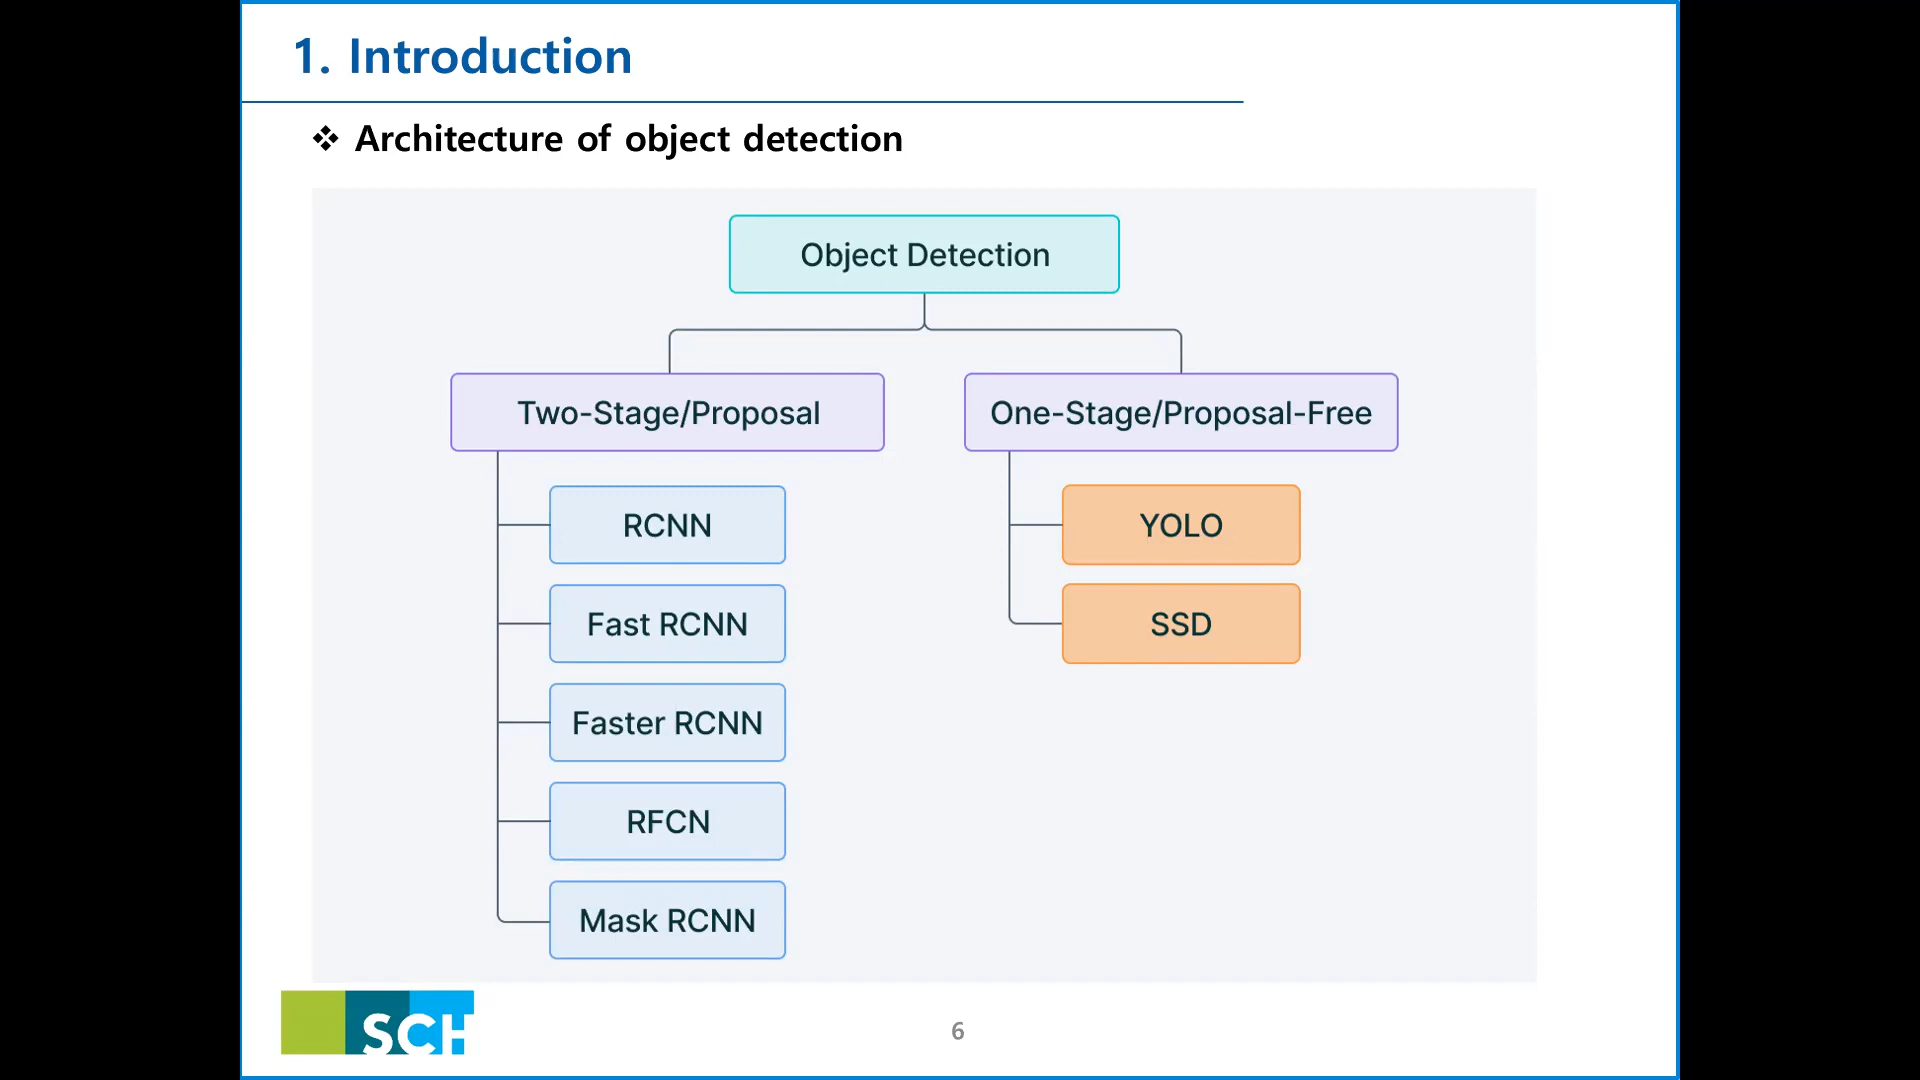 1. Introduction
Architecture of object detection
Object Detection
Two-Stage/Proposal
One-Stage/Proposal-Free
RCNN
YOLO
Fast RCNN
SSD
Faster RCNN
RFCN
Mask RCNN
SCH
6